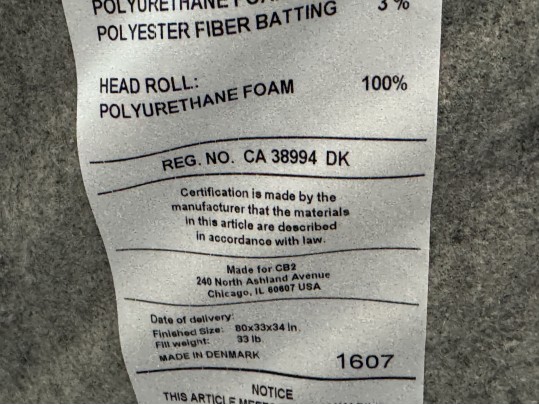 POLYURETHANE FOAM
POLYESTER FIBER BATTING 3 %
HEAD ROLL:
POLYURETHANE FOAM 100%
REG. NO. CA 38994 DK
Certification is made by the
manufacturer that the materials
in this article are described
in accordance with law.
Made for CB2
240 North Ashland Avenue
Chicago, IL 60607 USA
Date of delivery:
Finished Size: 80x33x34 in.
Fill weight: 33 lb.
MADE IN DENMARK 1607
NOTICE
THIS ARTICLE